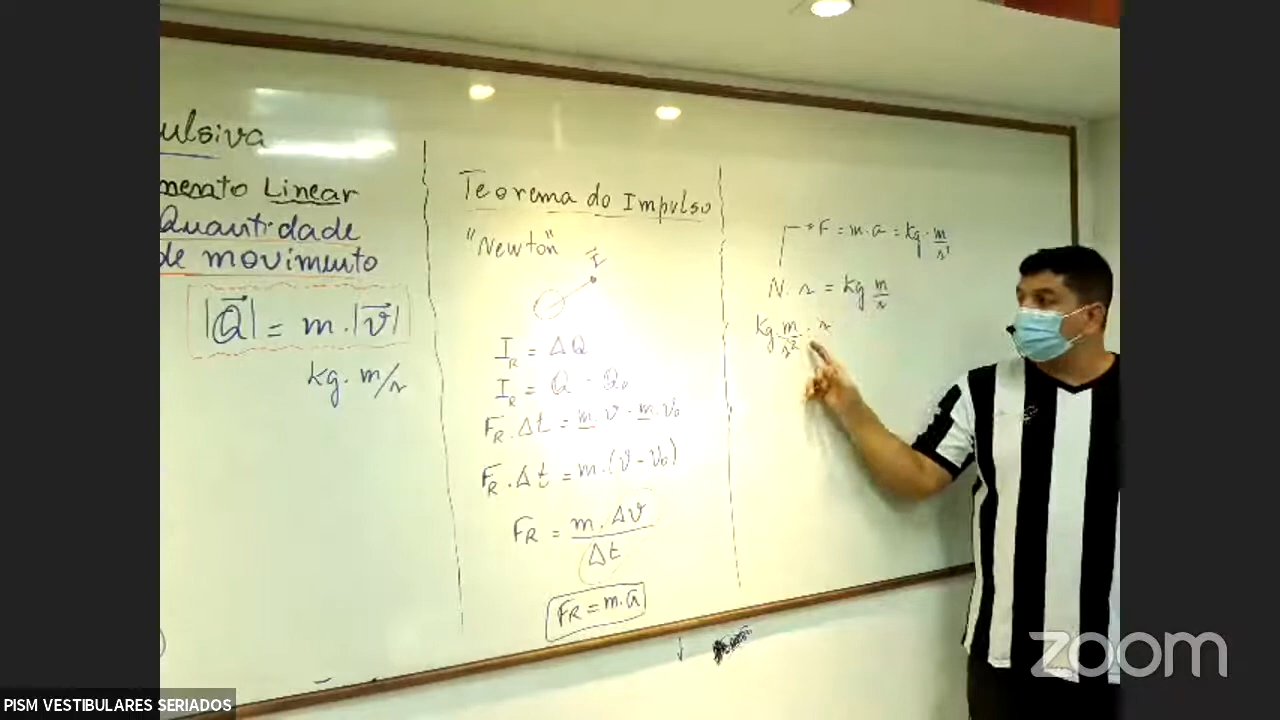 ulsiva
mento Linear
Quantidade
de movimento
|Q⃗| = m.|v⃗|
kg. m/s
Teorema do Impulso
"Newton"
I_R = ΔQ
I_R = Q - Q₀
F_R.Δt = m.v - m.v₀
F_R.Δt = m.(v - v₀)
F_R = m.Δv / Δt
F_R = m.a
F = m.a = kg. m/s²
N. s = kg m/s
kg. m/s² . s
zoom
PISM VESTIBULARES SERIADOS